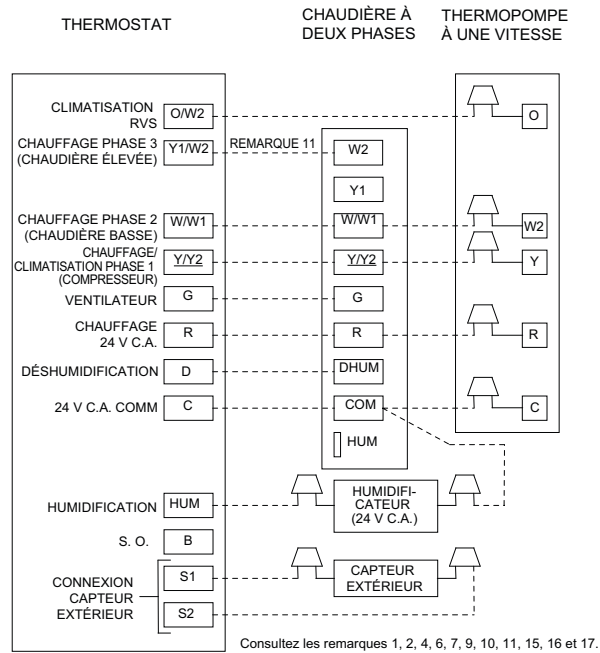 THERMOSTAT
CHAUDIÈRE À
DEUX PHASES
THERMOPOMPE
À UNE VITESSE
CLIMATISATION
RVS
O/W2
O
CHAUFFAGE PHASE 3
(CHAUDIÈRE ÉLEVÉE)
Y1/W2
REMARQUE 11
W2
Y1
CHAUFFAGE PHASE 2
(CHAUDIÈRE BASSE)
W/W1
W/W1
W2
CHAUFFAGE/
CLIMATISATION PHASE 1
(COMPRESSEUR)
Y/Y2
Y/Y2
Y
VENTILATEUR
G
G
CHAUFFAGE
24 V C.A.
R
R
R
DÉSHUMIDIFICATION
D
DHUM
24 V C.A. COMM
C
COM
C
HUM
HUMIDIFICATION
HUM
HUMIDIFI-
CATEUR
(24 V C.A.)
S. O.
B
CONNEXION
CAPTEUR
EXTÉRIEUR
S1
S2
CAPTEUR
EXTÉRIEUR
Consultez les remarques 1, 2, 4, 6, 7, 9, 10, 11, 15, 16 et 17.